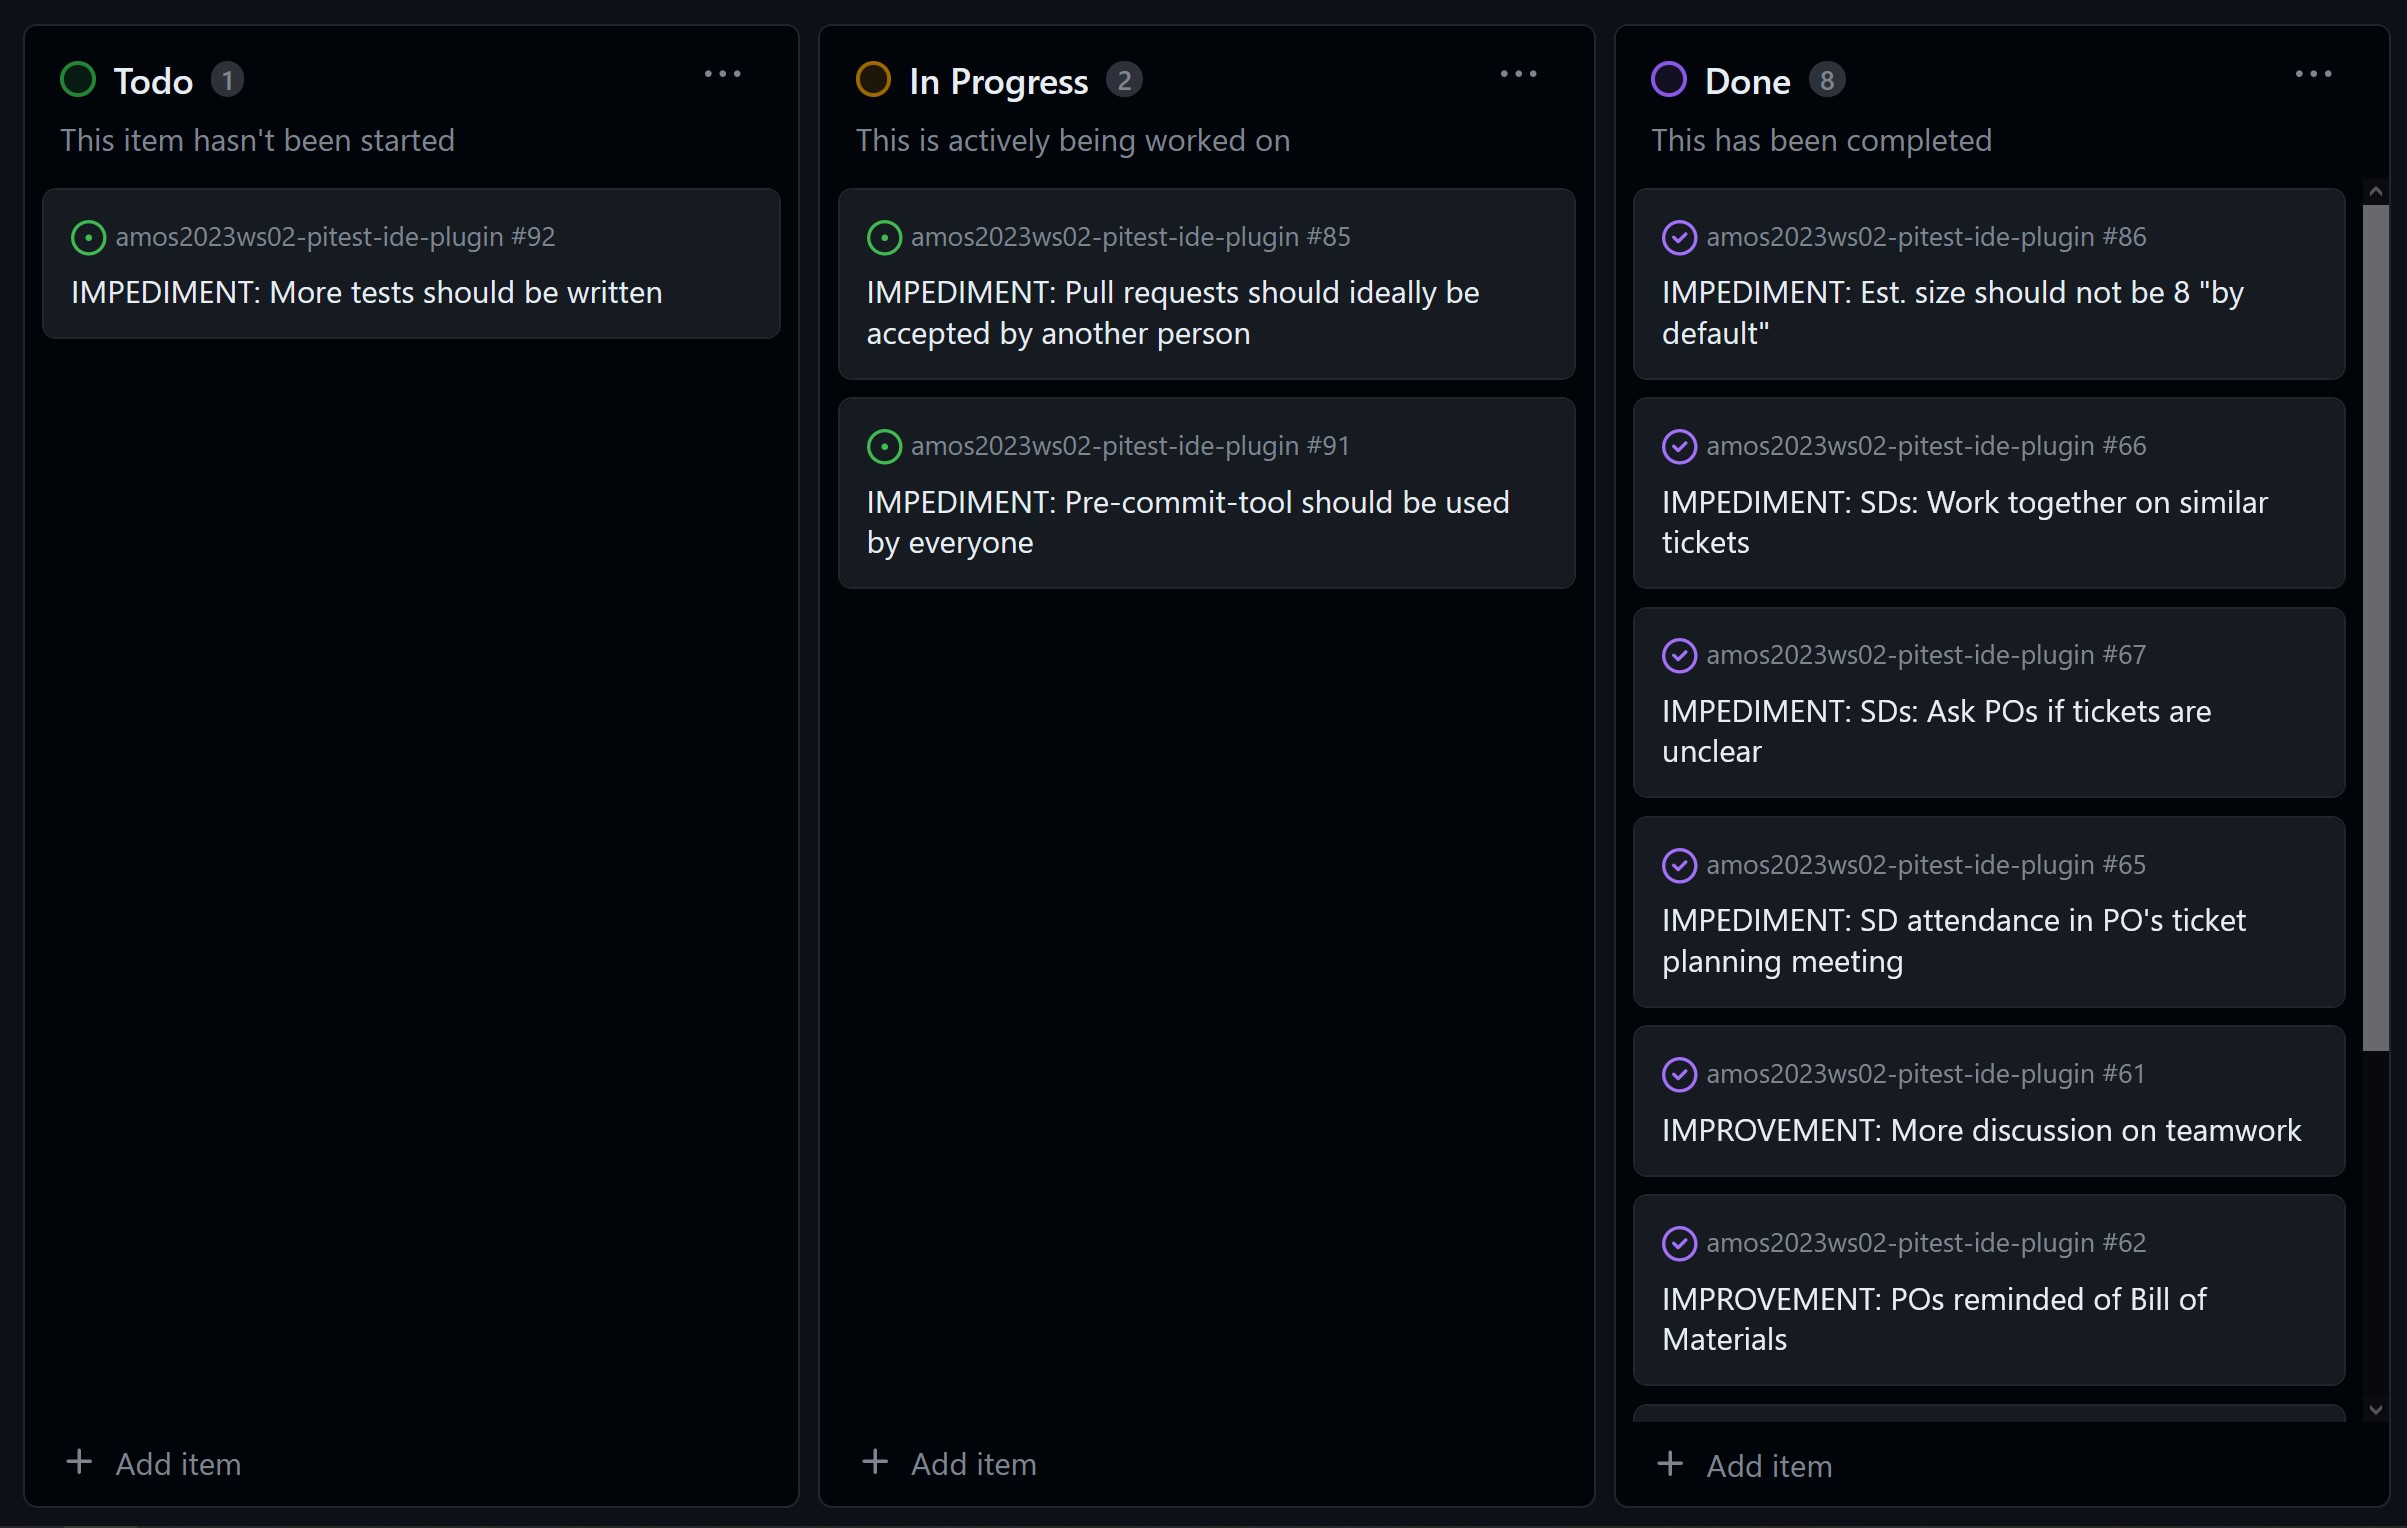 Todo 1
This item hasn't been started
amos2023ws02-pitest-ide-plugin #92
IMPEDIMENT: More tests should be written
Add item
In Progress 2
This is actively being worked on
amos2023ws02-pitest-ide-plugin #85
IMPEDIMENT: Pull requests should ideally be
accepted by another person
amos2023ws02-pitest-ide-plugin #91
IMPEDIMENT: Pre-commit-tool should be used
by everyone
Add item
Done 8
This has been completed
amos2023ws02-pitest-ide-plugin #86
IMPEDIMENT: Est. size should not be 8 "by
default"
amos2023ws02-pitest-ide-plugin #66
IMPEDIMENT: SDs: Work together on similar
tickets
amos2023ws02-pitest-ide-plugin #67
IMPEDIMENT: SDs: Ask POs if tickets are
unclear
amos2023ws02-pitest-ide-plugin #65
IMPEDIMENT: SD attendance in PO's ticket
planning meeting
amos2023ws02-pitest-ide-plugin #61
IMPROVEMENT: More discussion on teamwork
amos2023ws02-pitest-ide-plugin #62
IMPROVEMENT: POs reminded of Bill of
Materials
Add item